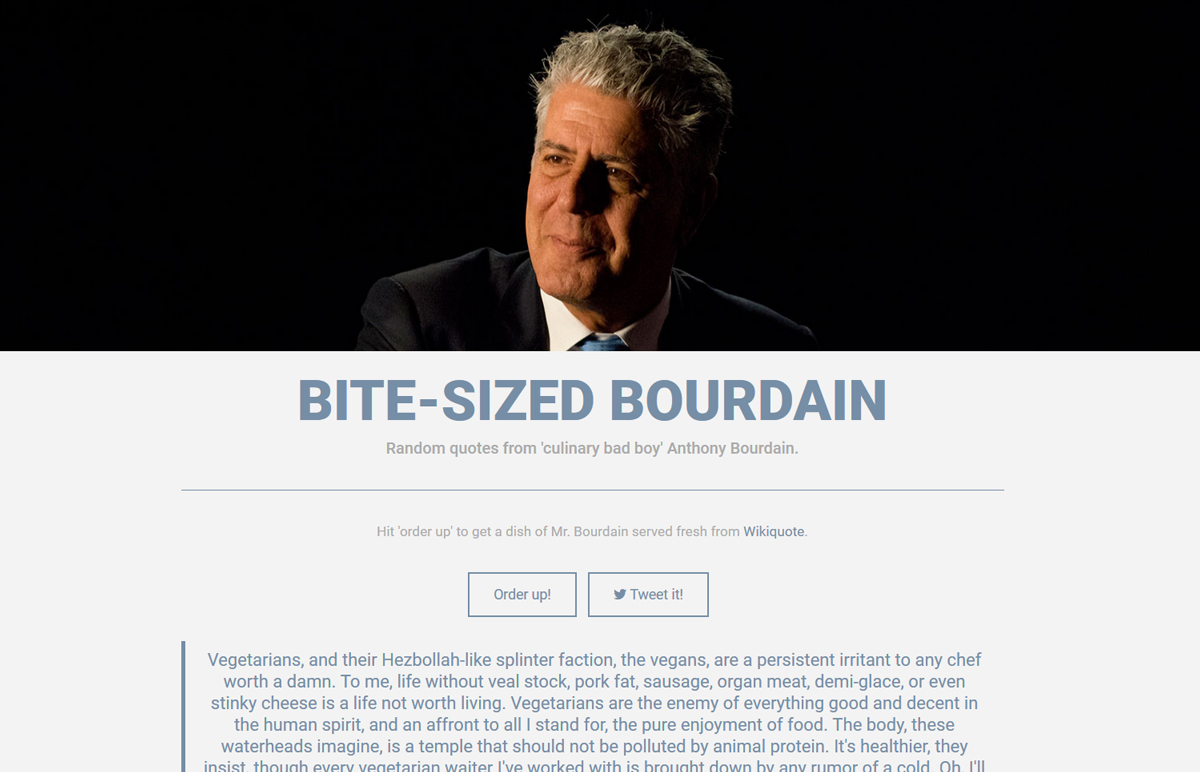 BITE-SIZED BOURDAIN
Random quotes from 'culinary bad boy' Anthony Bourdain.
Hit 'order up' to get a dish of Mr. Bourdain served fresh from Wikiquote.
Order up!
Tweet it!
Vegetarians, and their Hezbollah-like splinter faction, the vegans, are a persistent irritant to any chef
worth a damn. To me, life without veal stock, pork fat, sausage, organ meat, demi-glace, or even
stinky cheese is a life not worth living. Vegetarians are the enemy of everything good and decent in
the human spirit, and an affront to all I stand for, the pure enjoyment of food. The body, these
waterheads imagine, is a temple that should not be polluted by animal protein. It's healthier, they
insist, though every vegetarian waiter I've worked with is brought down by any rumor of a cold. Oh, I'll